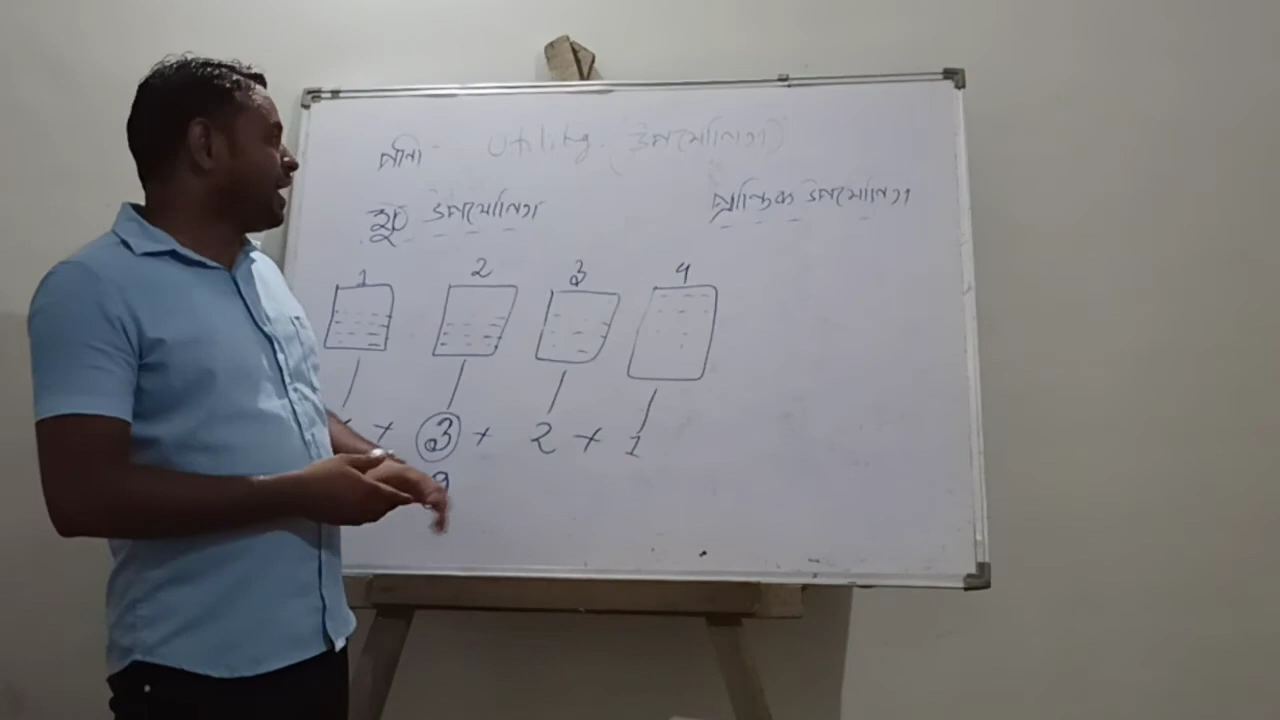 Utility (উপযোগিতা)
উপযোগিতা প্রান্তিক উপযোগিতা
1 2 3 4
+ 3 + 2 + 1